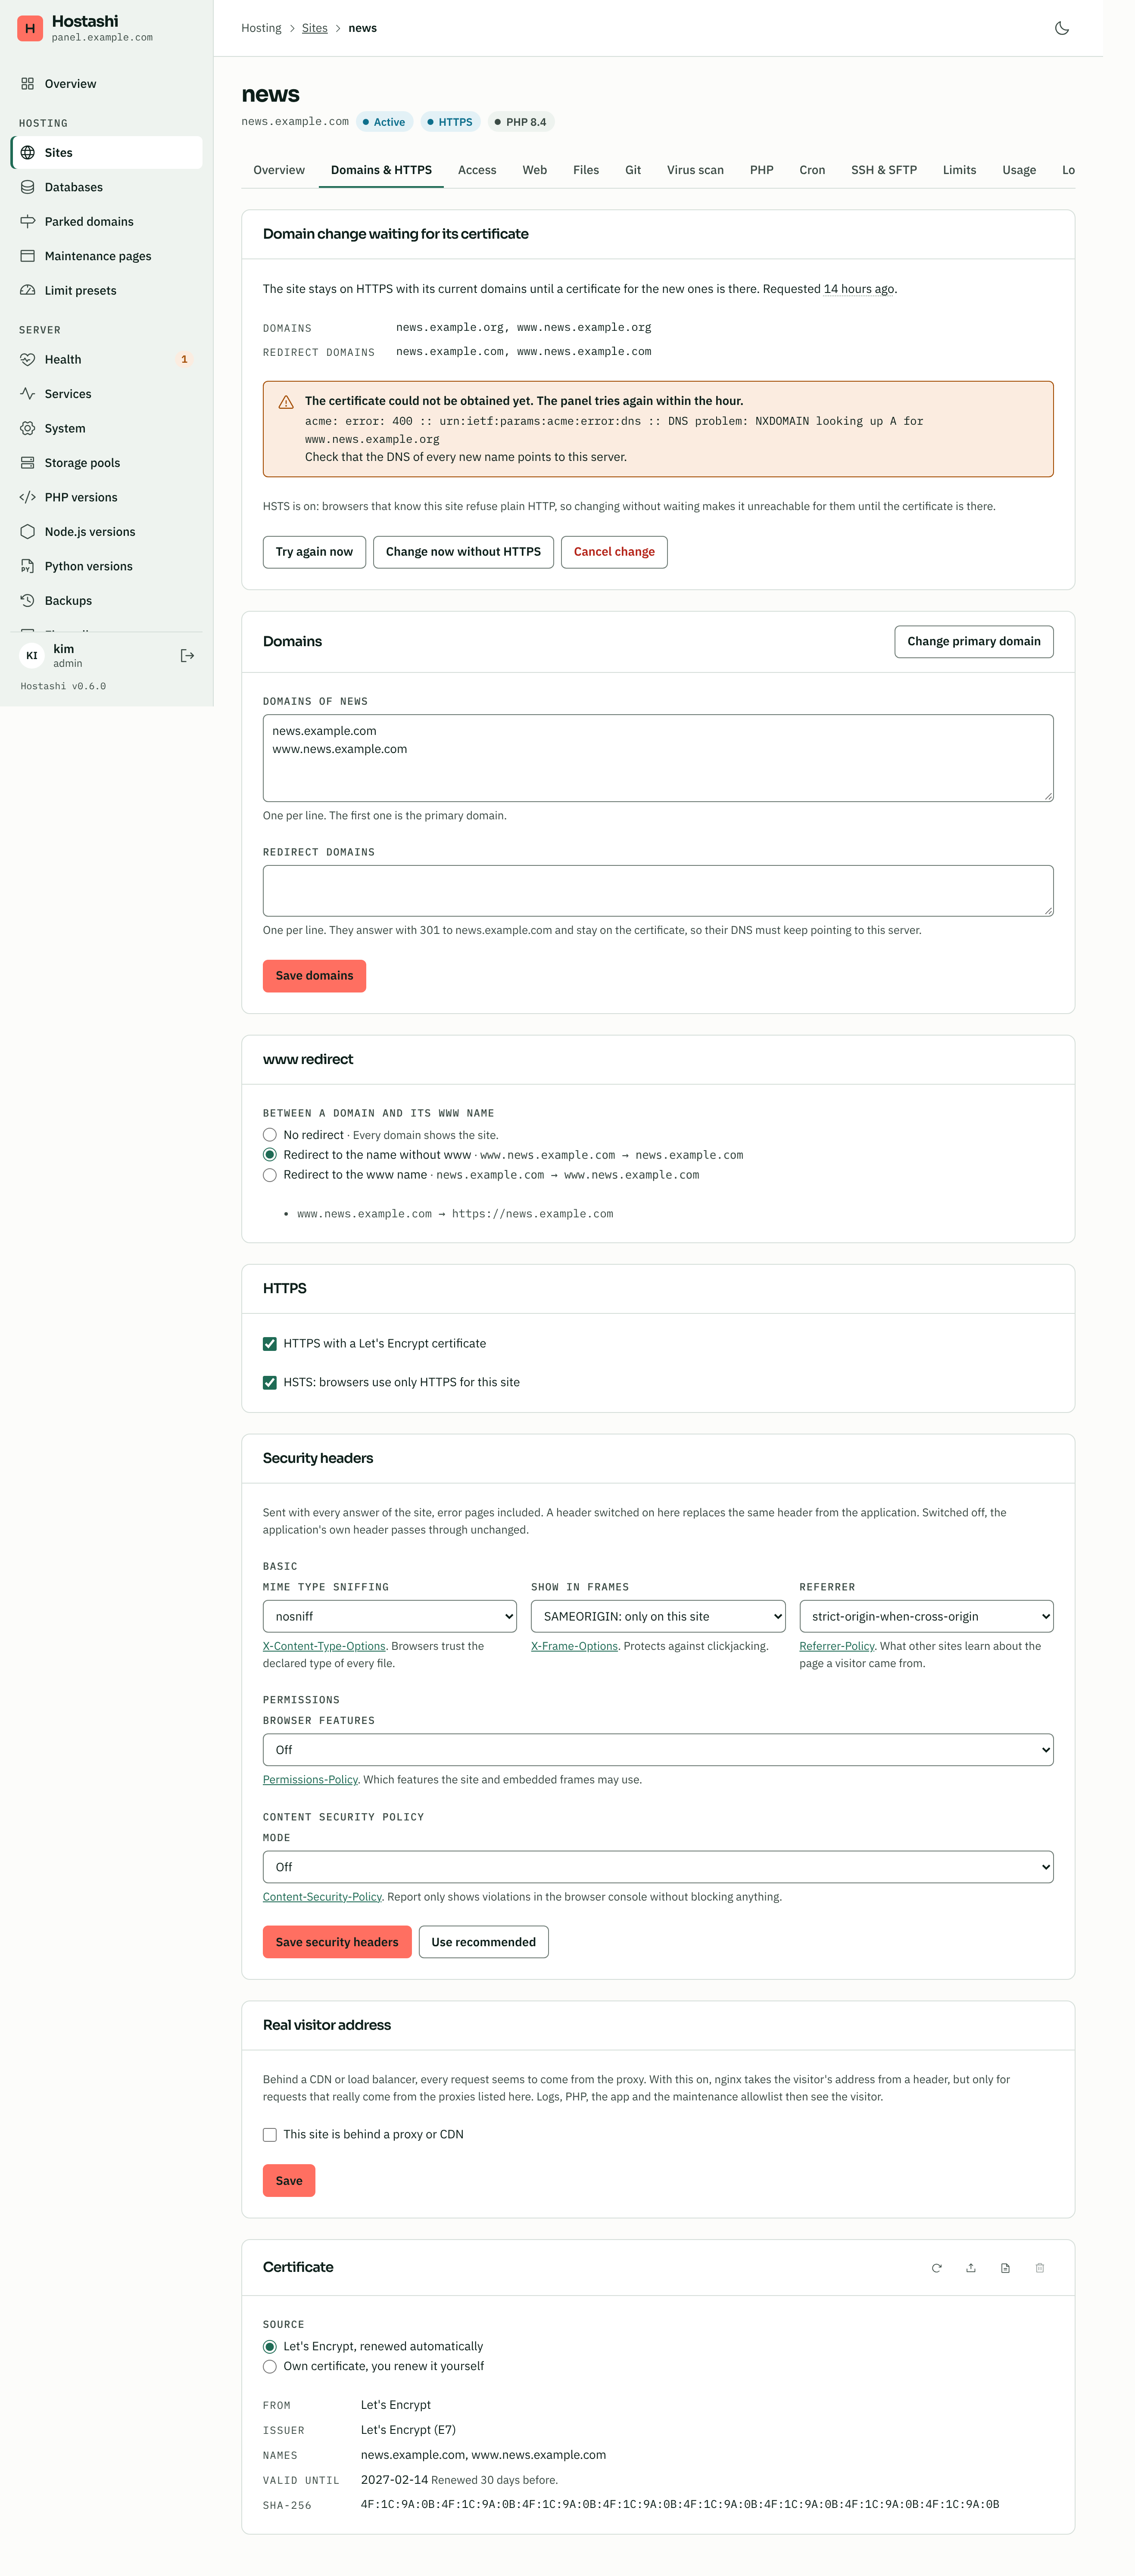 H
Hostashi
panel.example.com
Overview
HOSTING
Sites
Databases
Parked domains
Maintenance pages
Limit presets
SERVER
Health 1
Services
System
Storage pools
PHP versions
Node.js versions
Python versions
Backups
KI
kim
admin
Hostashi v0.6.0
Hosting > Sites > news
news
news.example.com Active HTTPS PHP 8.4
Overview Domains & HTTPS Access Web Files Git Virus scan PHP Cron SSH & SFTP Limits Usage Lo
Domain change waiting for its certificate
The site stays on HTTPS with its current domains until a certificate for the new ones is there. Requested 14 hours ago.
DOMAINS news.example.org, www.news.example.org
REDIRECT DOMAINS news.example.com, www.news.example.com
The certificate could not be obtained yet. The panel tries again within the hour.
acme: error: 400 :: urn:ietf:params:acme:error:dns :: DNS problem: NXDOMAIN looking up A for
www.news.example.org
Check that the DNS of every new name points to this server.
HSTS is on: browsers that know this site refuse plain HTTP, so changing without waiting makes it unreachable for them until the certificate is there.
Try again now Change now without HTTPS Cancel change
Domains Change primary domain
DOMAINS OF NEWS
news.example.com
www.news.example.com
One per line. The first one is the primary domain.
REDIRECT DOMAINS
One per line. They answer with 301 to news.example.com and stay on the certificate, so their DNS must keep pointing to this server.
Save domains
www redirect
BETWEEN A DOMAIN AND ITS WWW NAME
No redirect · Every domain shows the site.
Redirect to the name without www · www.news.example.com → news.example.com
Redirect to the www name · news.example.com → www.news.example.com
• www.news.example.com → https://news.example.com
HTTPS
HTTPS with a Let's Encrypt certificate
HSTS: browsers use only HTTPS for this site
Security headers
Sent with every answer of the site, error pages included. A header switched on here replaces the same header from the application. Switched off, the
application's own header passes through unchanged.
BASIC
MIME TYPE SNIFFING SHOW IN FRAMES REFERRER
nosniff SAMEORIGIN: only on this site strict-origin-when-cross-origin
X-Content-Type-Options. Browsers trust the
declared type of every file.
X-Frame-Options. Protects against clickjacking.
Referrer-Policy. What other sites learn about the
page a visitor came from.
PERMISSIONS
BROWSER FEATURES
Off
Permissions-Policy. Which features the site and embedded frames may use.
CONTENT SECURITY POLICY
MODE
Off
Content-Security-Policy. Report only shows violations in the browser console without blocking anything.
Save security headers Use recommended
Real visitor address
Behind a CDN or load balancer, every request seems to come from the proxy. With this on, nginx takes the visitor's address from a header, but only for
requests that really come from the proxies listed here. Logs, PHP, the app and the maintenance allowlist then see the visitor.
This site is behind a proxy or CDN
Save
Certificate
SOURCE
Let's Encrypt, renewed automatically
Own certificate, you renew it yourself
FROM Let's Encrypt
ISSUER Let's Encrypt (E7)
NAMES news.example.com, www.news.example.com
VALID UNTIL 2027-02-14 Renewed 30 days before.
SHA-256 4F:1C:9A:0B:4F:1C:9A:0B:4F:1C:9A:0B:4F:1C:9A:0B:4F:1C:9A:0B:4F:1C:9A:0B:4F:1C:9A:0B:4F:1C:9A:0B